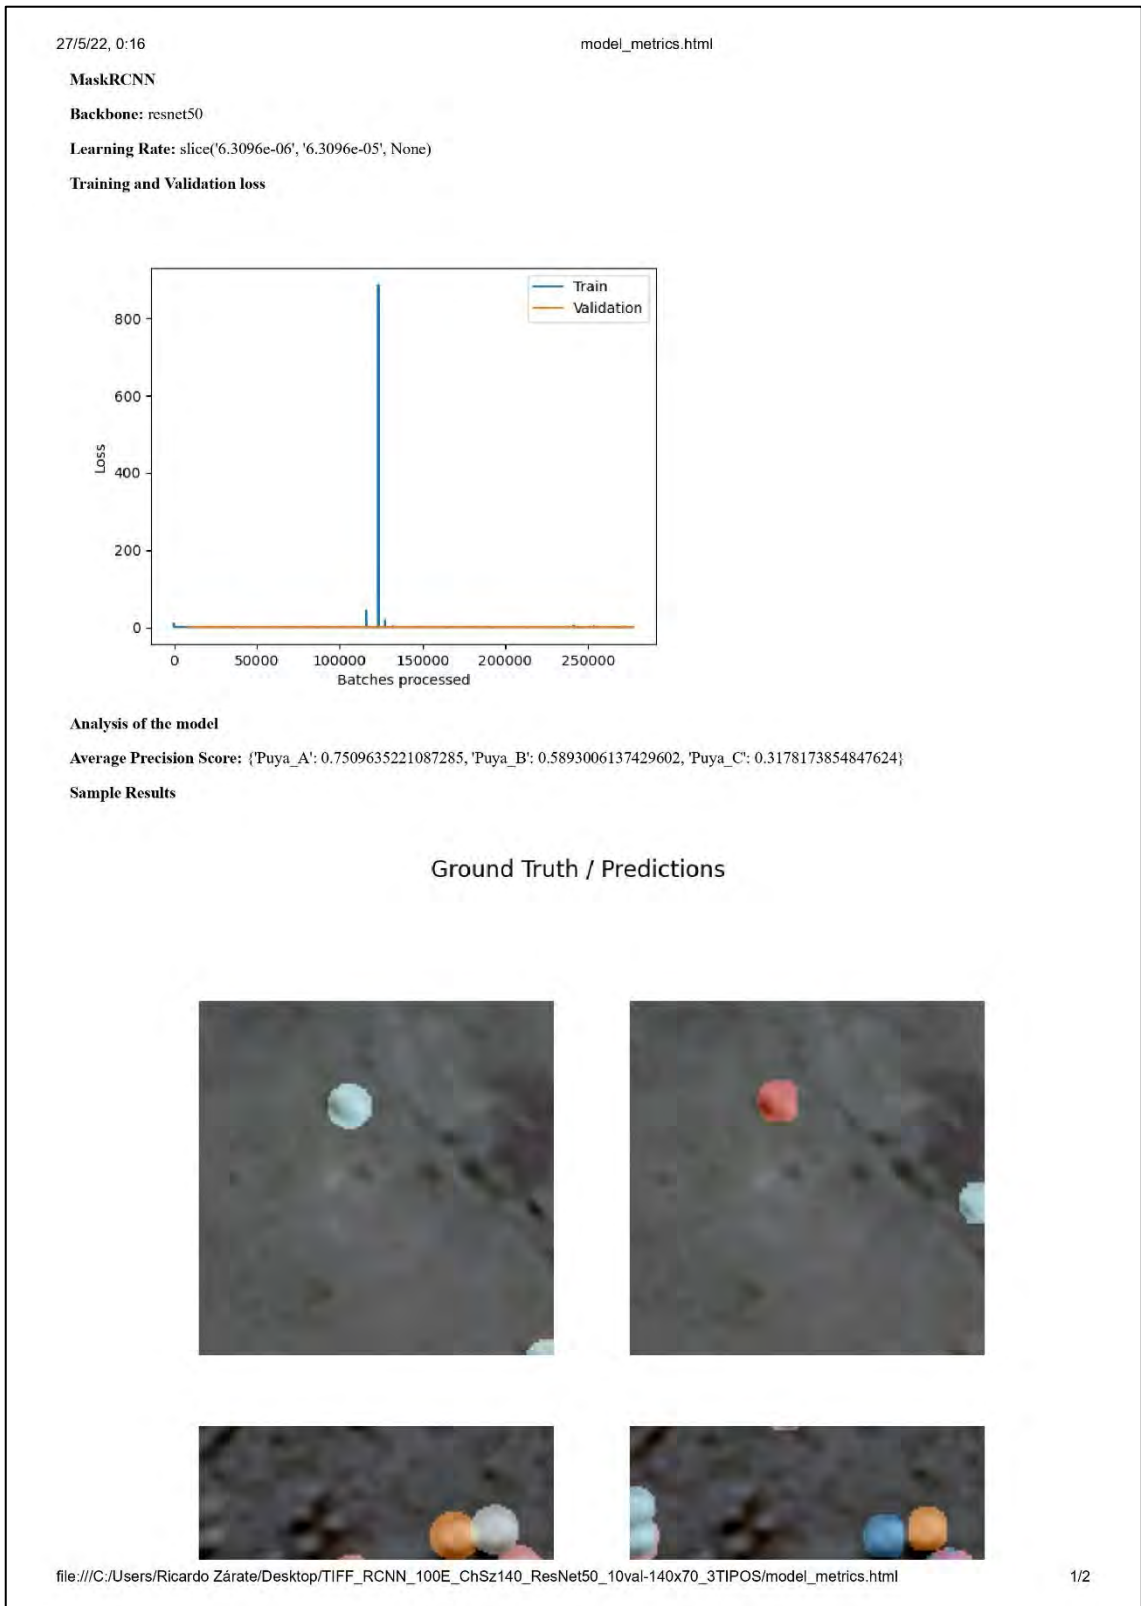 27/5/22, 0:16 model_metrics.html
MaskRCNN
Backbone: resnet50
Learning Rate: slice('6.3096e-06', '6.3096e-05', None)
Training and Validation loss
Train
Validation
800
600
400
200
0
Loss
0 50000 100000 150000 200000 250000
Batches processed
Analysis of the model
Average Precision Score: {'Puya_A': 0.7509635221087285, 'Puya_B': 0.5893006137429602, 'Puya_C': 0.3178173854847624}
Sample Results
Ground Truth / Predictions
file:///C:/Users/Ricardo Zárate/Desktop/TIFF_RCNN_100E_ChSz140_ResNet50_10val-140x70_3TIPOS/model_metrics.html 1/2